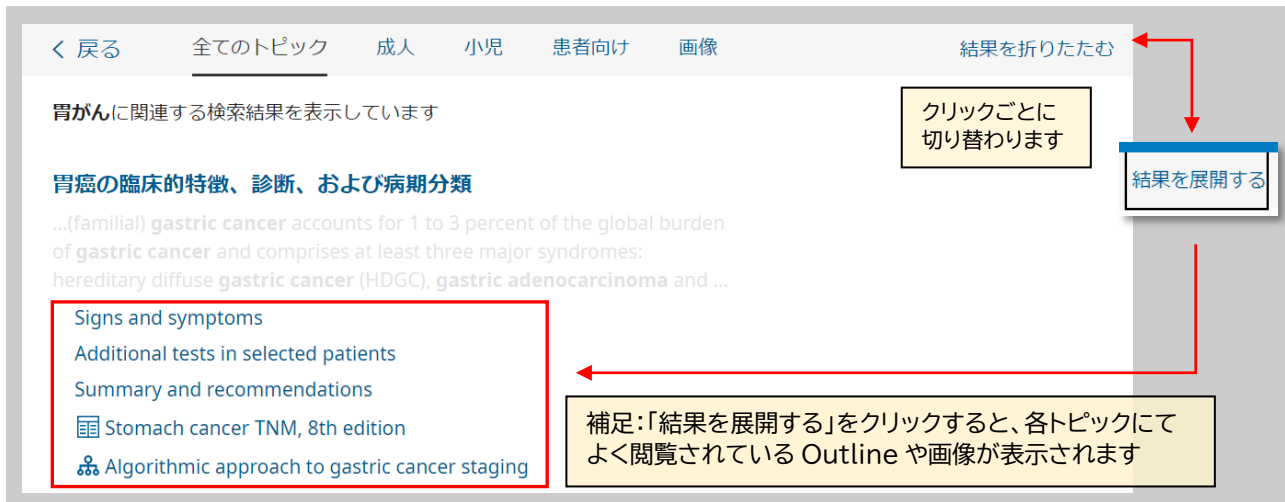 戻る 全てのトピック 成人 小児 患者向け 画像 結果を折りたたむ
胃がんに関連する検索結果を表示しています
クリックごとに
切り替わります
結果を展開する
胃癌の臨床的特徴、診断、および病期分類
...(familial) gastric cancer accounts for 1 to 3 percent of the global burden
of gastric cancer and comprises at least three major syndromes:
hereditary diffuse gastric cancer (HDGC), gastric adenocarcinoma and ...
Signs and symptoms
Additional tests in selected patients
Summary and recommendations
Stomach cancer TNM, 8th edition
Algorithmic approach to gastric cancer staging
補足：「結果を展開する」をクリックすると、各トピックにて
よく閲覧されている Outline や画像が表示されます